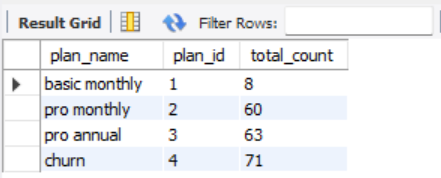 Result Grid Filter Rows:
plan_name plan_id total_count
basic monthly 1 8
pro monthly 2 60
pro annual 3 63
churn 4 71